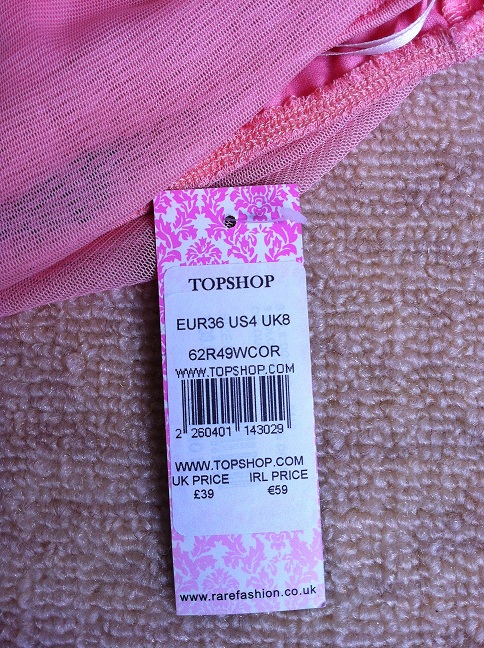 TOPSHOP
EUR36 US4 UK8
62R49WCOR
WWW.TOPSHOP.COM
2 260401 143029
WWW.TOPSHOP.COM
UK PRICE IRL PRICE
£39 €59
www.rarefashion.co.uk